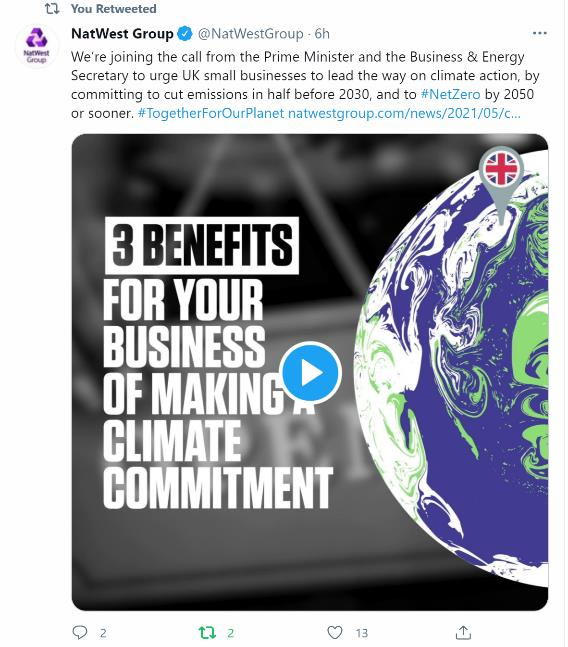 You Retweeted
NatWest Group @NatWestGroup · 6h
NatWest
Group
We're joining the call from the Prime Minister and the Business & Energy
Secretary to urge UK small businesses to lead the way on climate action, by
committing to cut emissions in half before 2030, and to #NetZero by 2050
or sooner. #TogetherForOurPlanet natwestgroup.com/news/2021/05/c...
3 BENEFITS
FOR YOUR
BUSINESS
OF MAKING A
CLIMATE
COMMITMENT
2 2 13